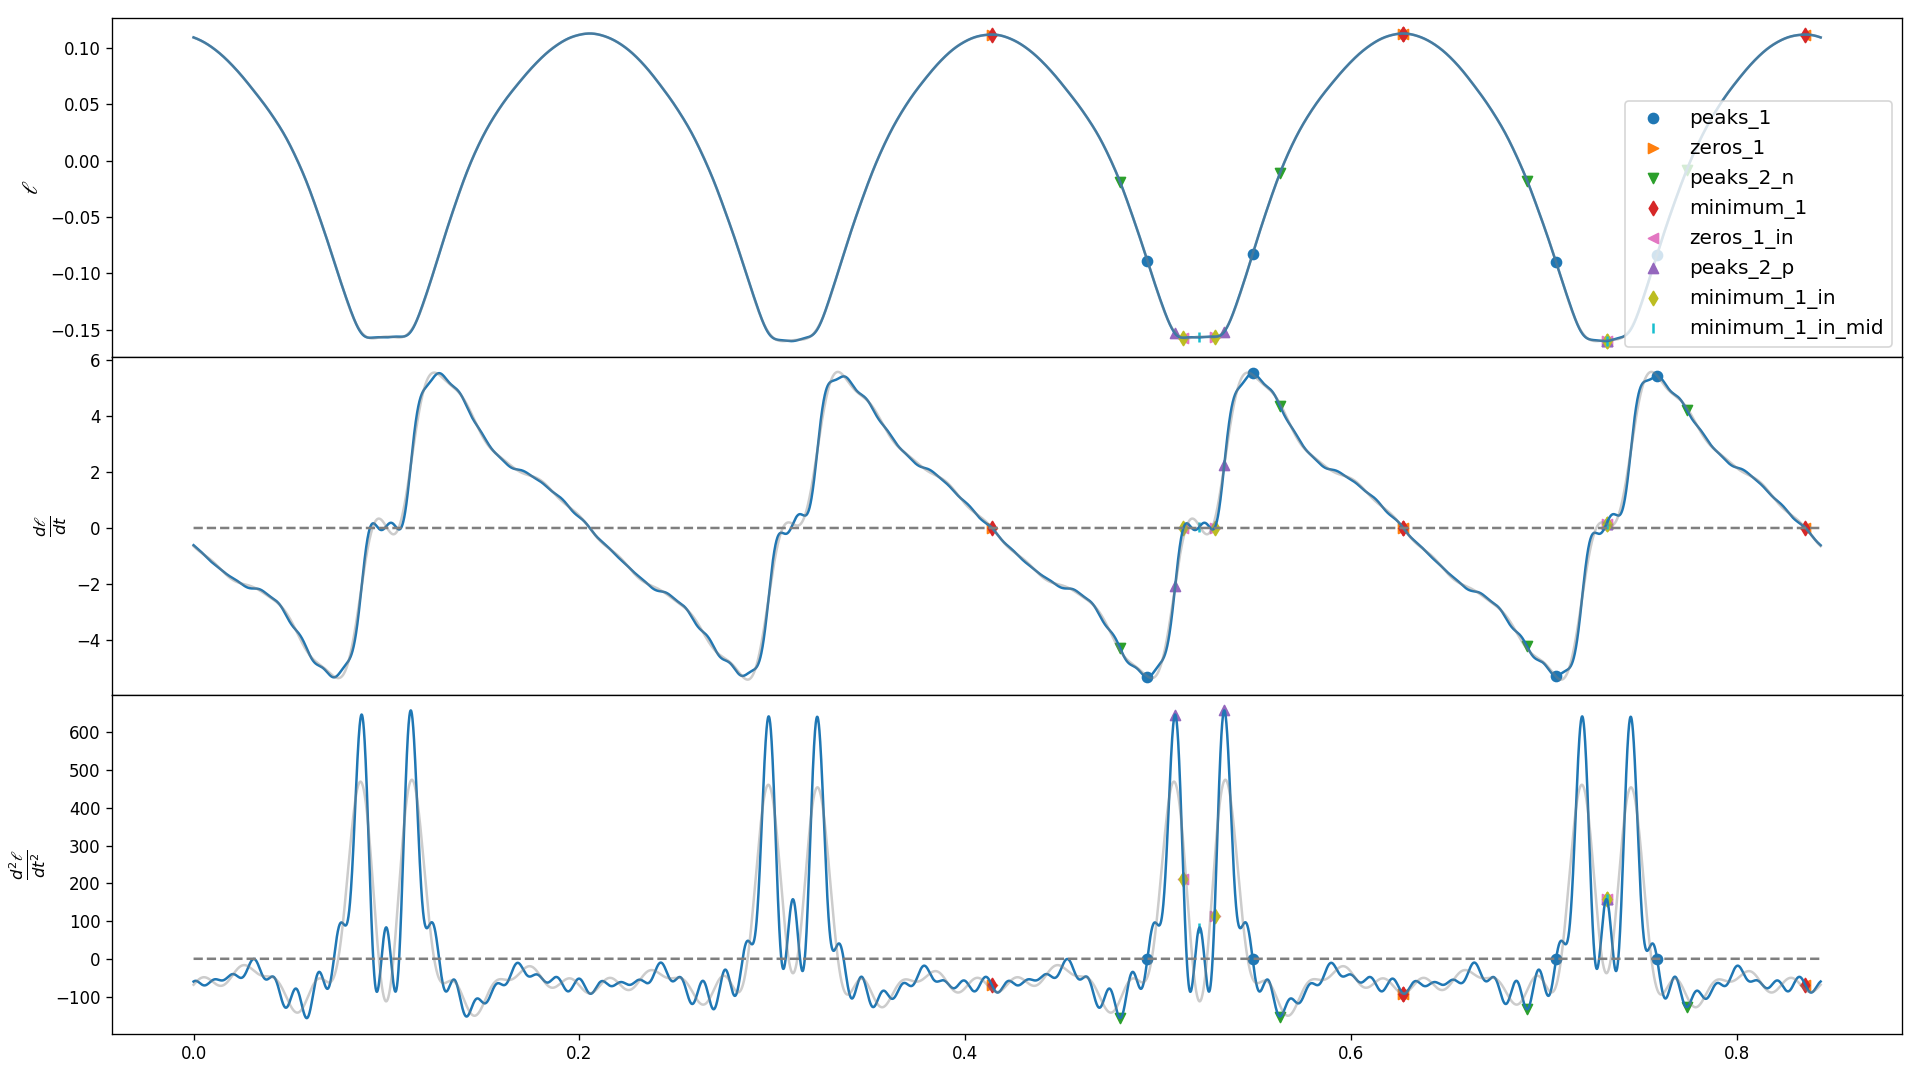 0.10
0.05
0.00
−0.05
−0.10
−0.15
ℓ
peaks_1
zeros_1
peaks_2_n
minimum_1
zeros_1_in
peaks_2_p
minimum_1_in
minimum_1_in_mid
6
4
2
0
−2
−4
dℓ
dt
600
500
400
300
200
100
0
−100
d²ℓ
dt²
0.0 0.2 0.4 0.6 0.8